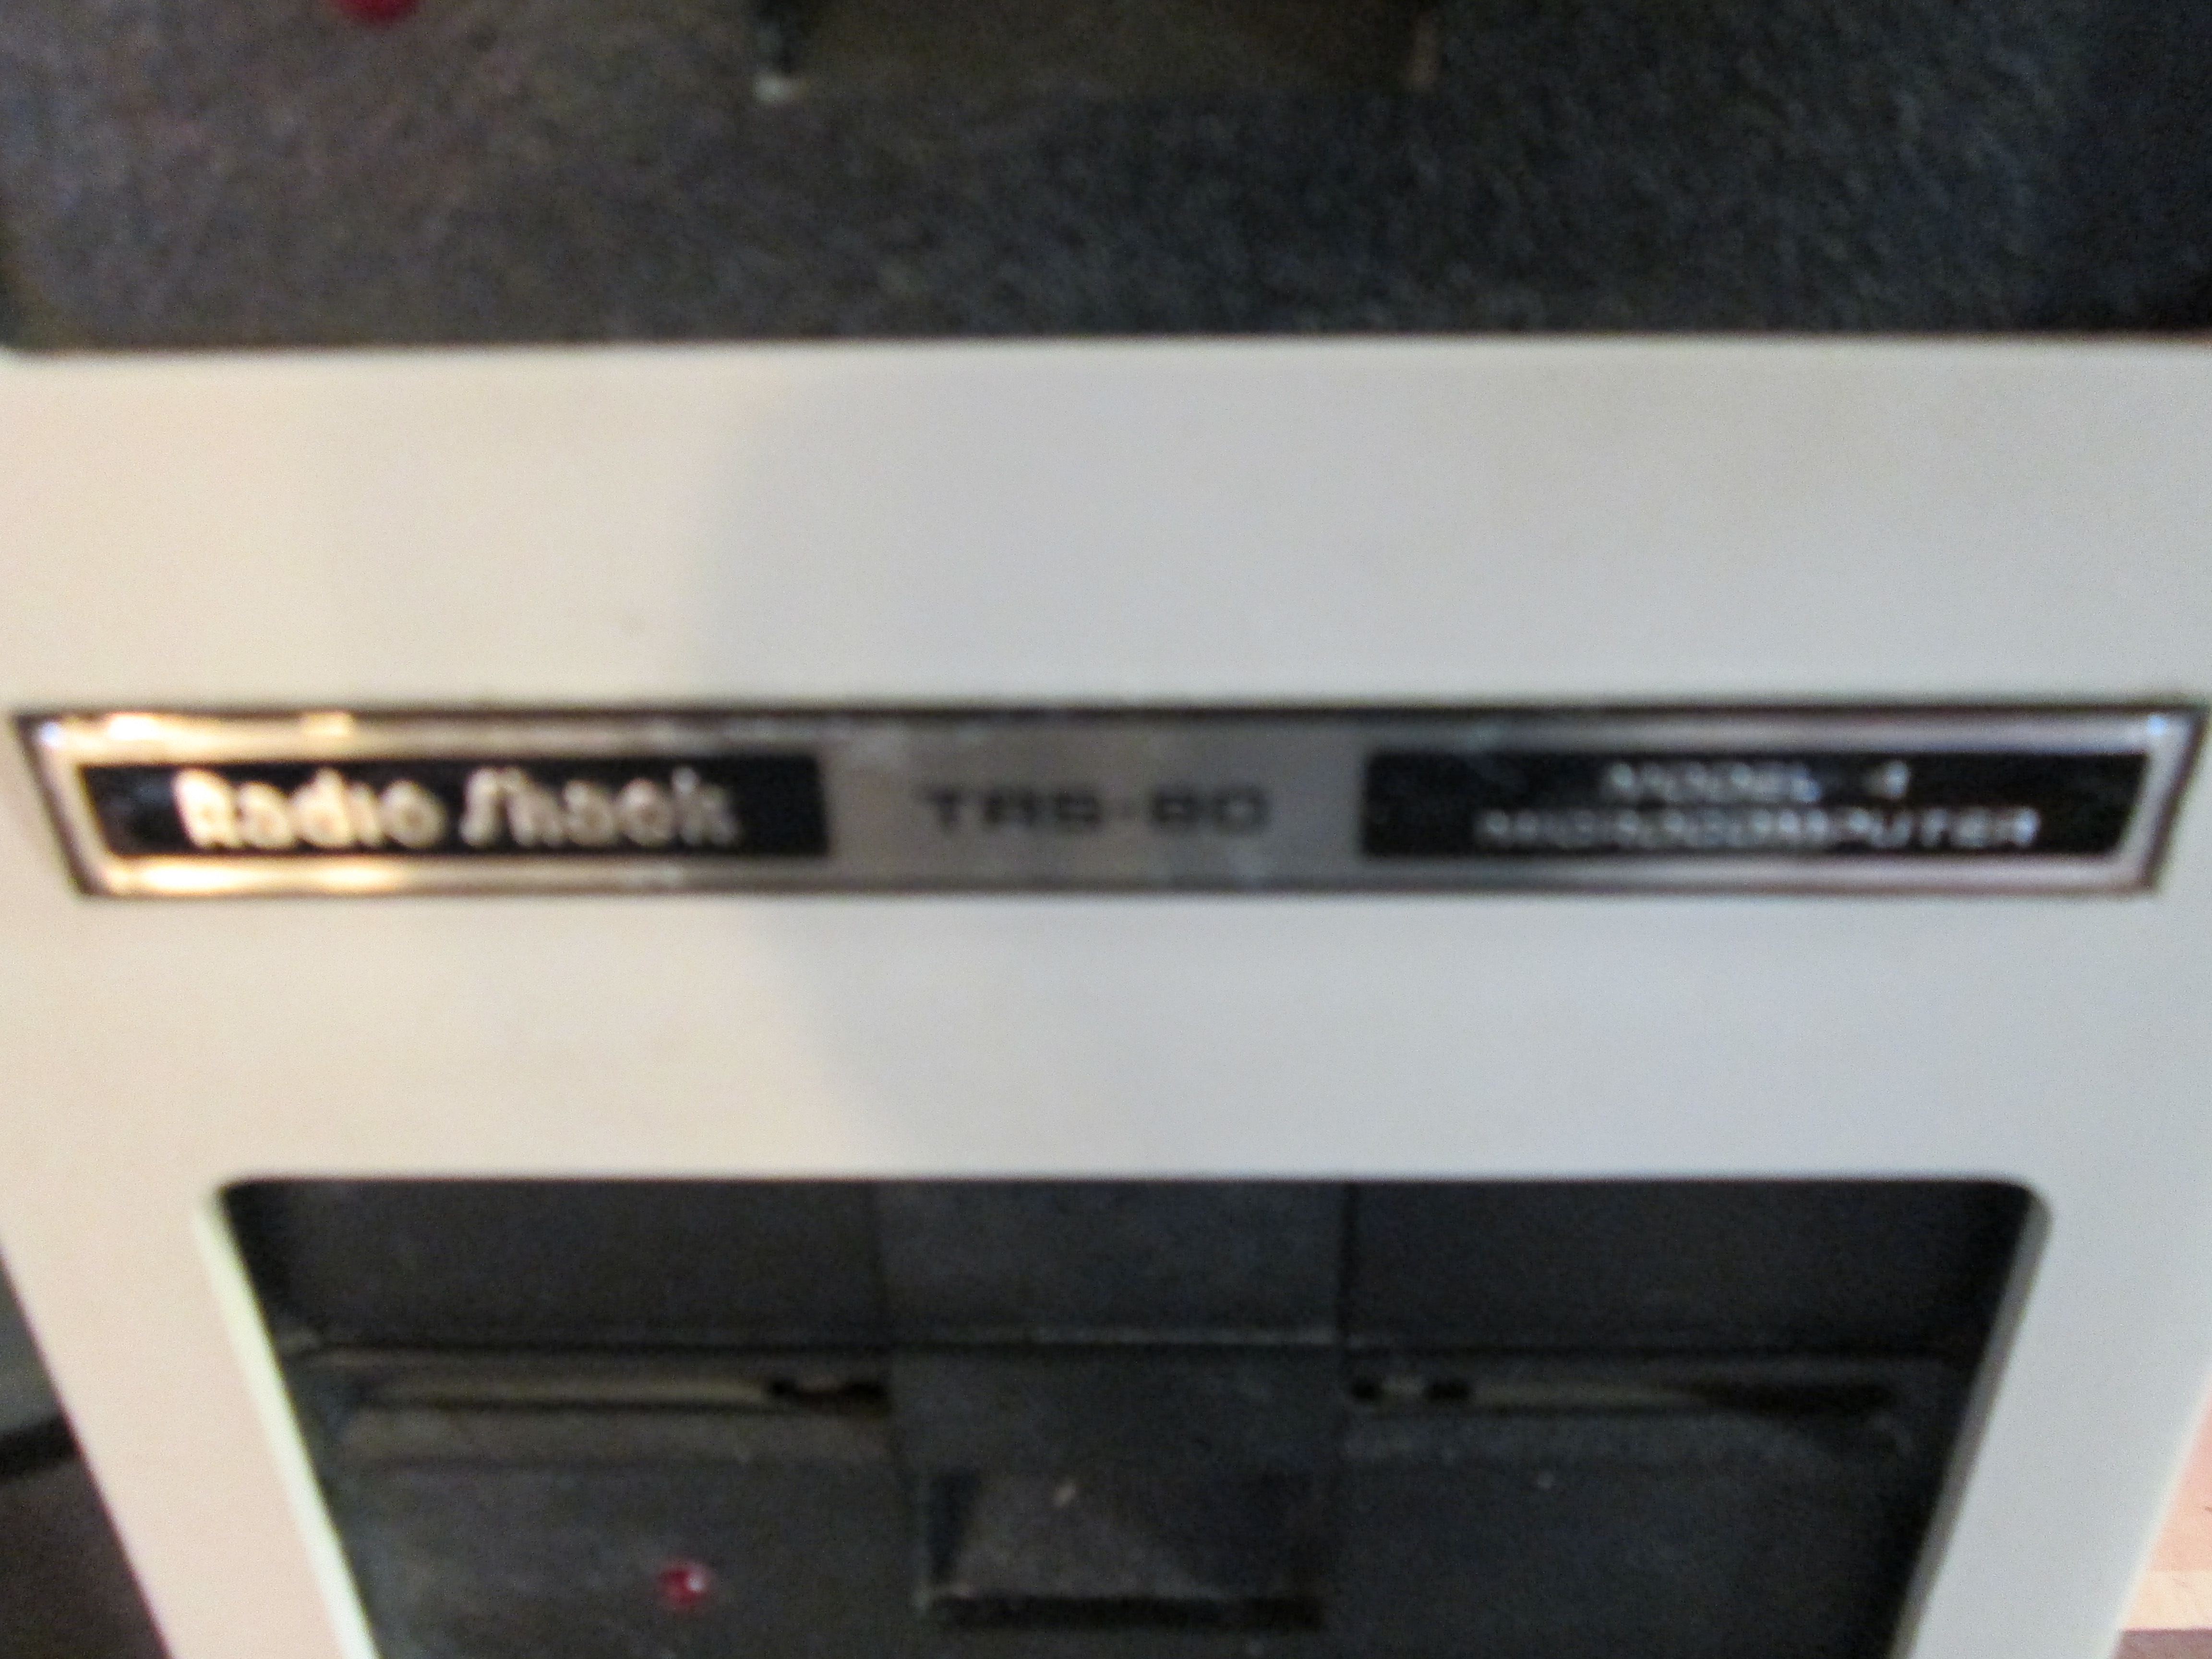 Radio Shack
TRS-80
MODEL 4
MICROCOMPUTER